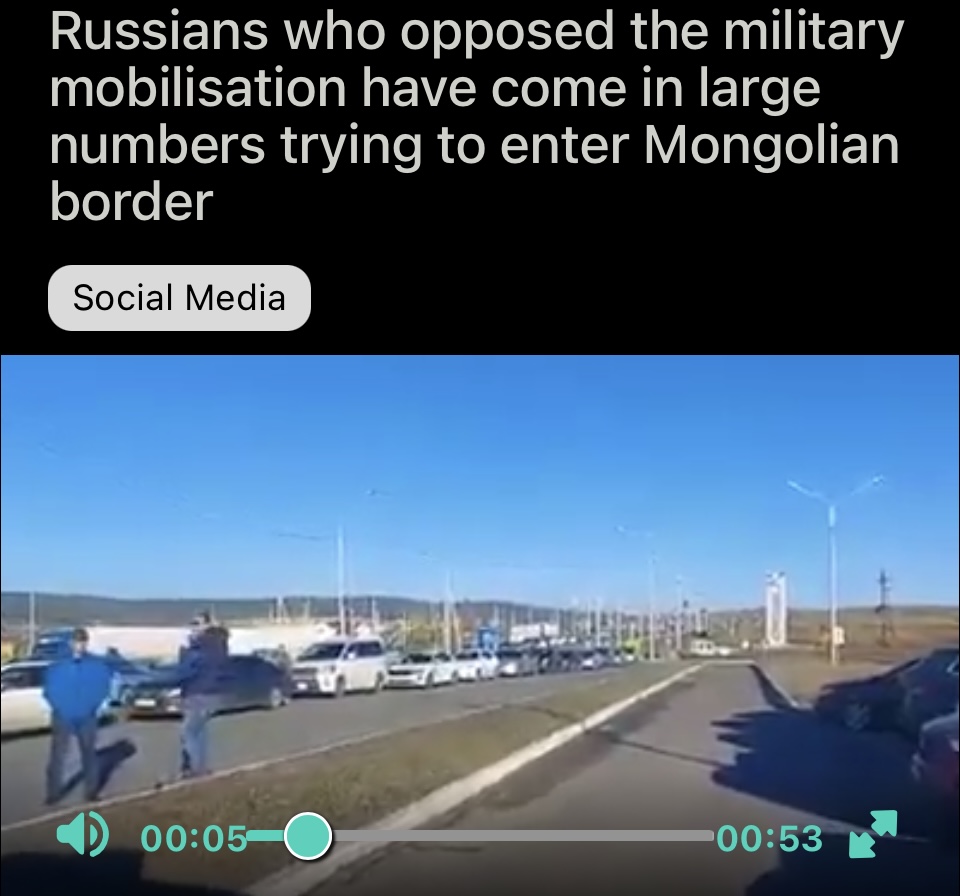 Russians who opposed the military
mobilisation have come in large
numbers trying to enter Mongolian
border
Social Media
00:05
00:53